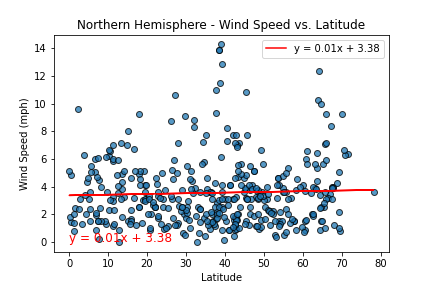 Northern Hemisphere - Wind Speed vs. Latitude
y = 0.01x + 3.38
14
12
10
8
6
4
2
0
Wind Speed (mph)
y = 0.01x + 3.38
0 10 20 30 40 50 60 70 80
Latitude